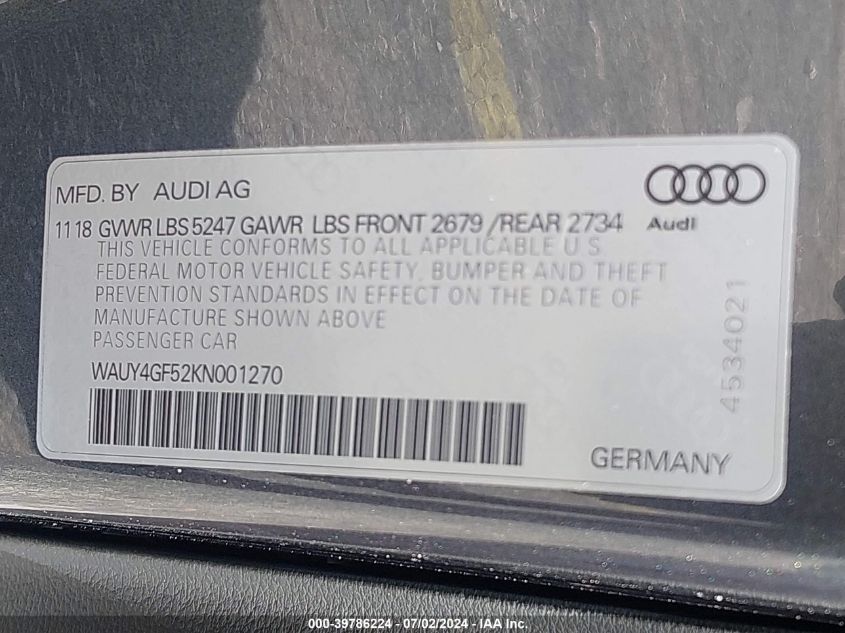 MFD. BY AUDI AG
Audi
1118 GVWR LBS 5247 GAWR LBS FRONT 2679 /REAR 2734
THIS VEHICLE CONFORMS TO ALL APPLICABLE U S
FEDERAL MOTOR VEHICLE SAFETY, BUMPER AND THEFT
PREVENTION STANDARDS IN EFFECT ON THE DATE OF
MANUFACTURE SHOWN ABOVE
PASSENGER CAR
WAUY4GF52KN001270
GERMANY
4534021
000-39786224 - 07/02/2024 - IAA Inc.